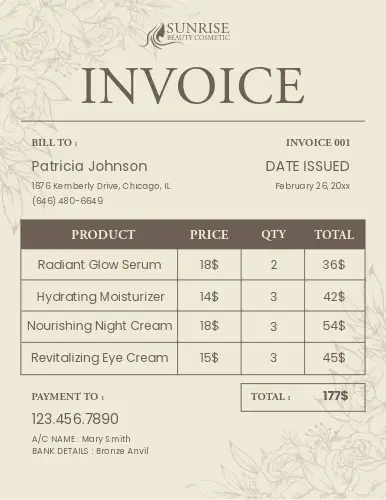 SUNRISE
BEAUTY COSMETIC
INVOICE
BILL TO : INVOICE 001
Patricia Johnson DATE ISSUED
1676 Kemberly Drive, Chicago, IL February 26, 20xx
(646) 480-6649
PRODUCT PRICE QTY TOTAL
Radiant Glow Serum 18$ 2 36$
Hydrating Moisturizer 14$ 3 42$
Nourishing Night Cream 18$ 3 54$
Revitalizing Eye Cream 15$ 3 45$
PAYMENT TO : TOTAL : 177$
123.456.7890
A/C NAME : Mary Smith
BANK DETAILS : Bronze Anvil